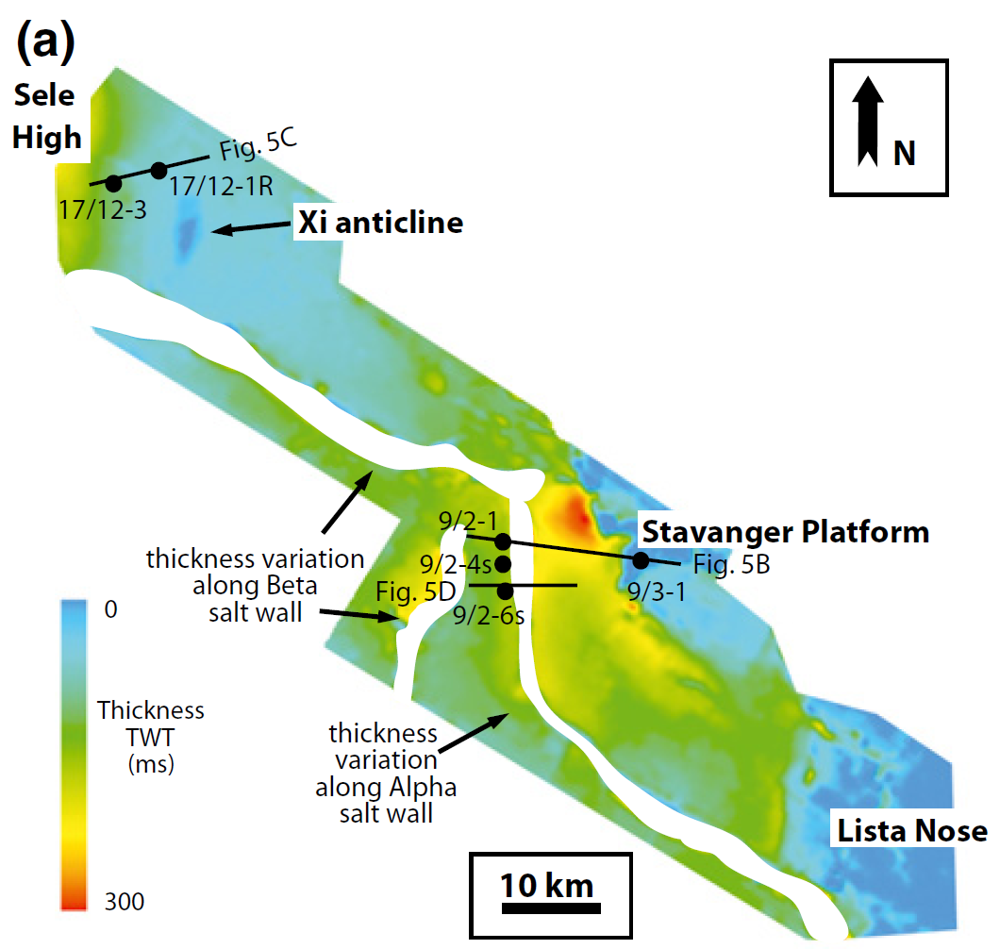 (a)
Sele
High
Fig. 5C
17/12-1R
17/12-3
Xi anticline
N
9/2-1
Stavanger Platform
9/2-4s
Fig. 5B
Fig. 5D
9/3-1
9/2-6s
thickness variation
along Beta
salt wall
0
Thickness
TWT
(ms)
300
thickness
variation
along Alpha
salt wall
Lista Nose
10 km